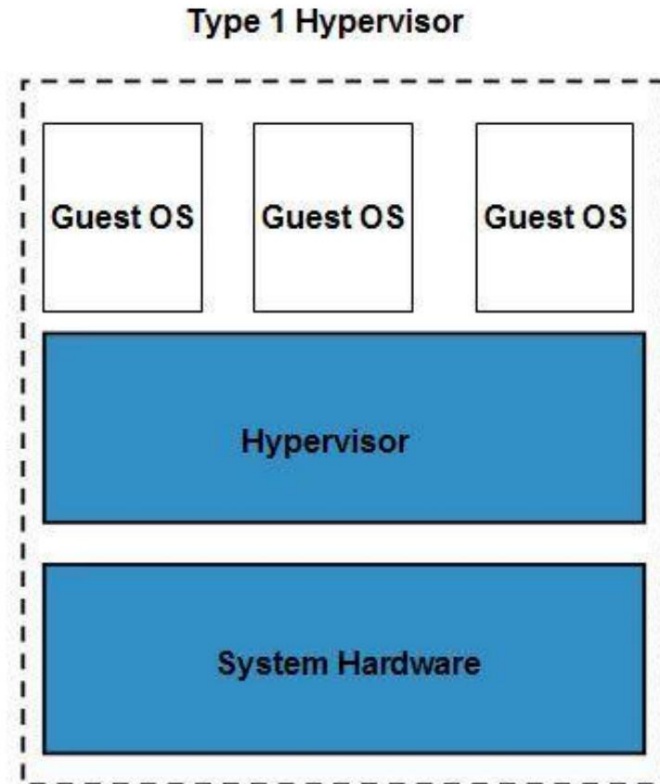 Type 1 Hypervisor
Guest OS
Guest OS
Guest OS
Hypervisor
System Hardware